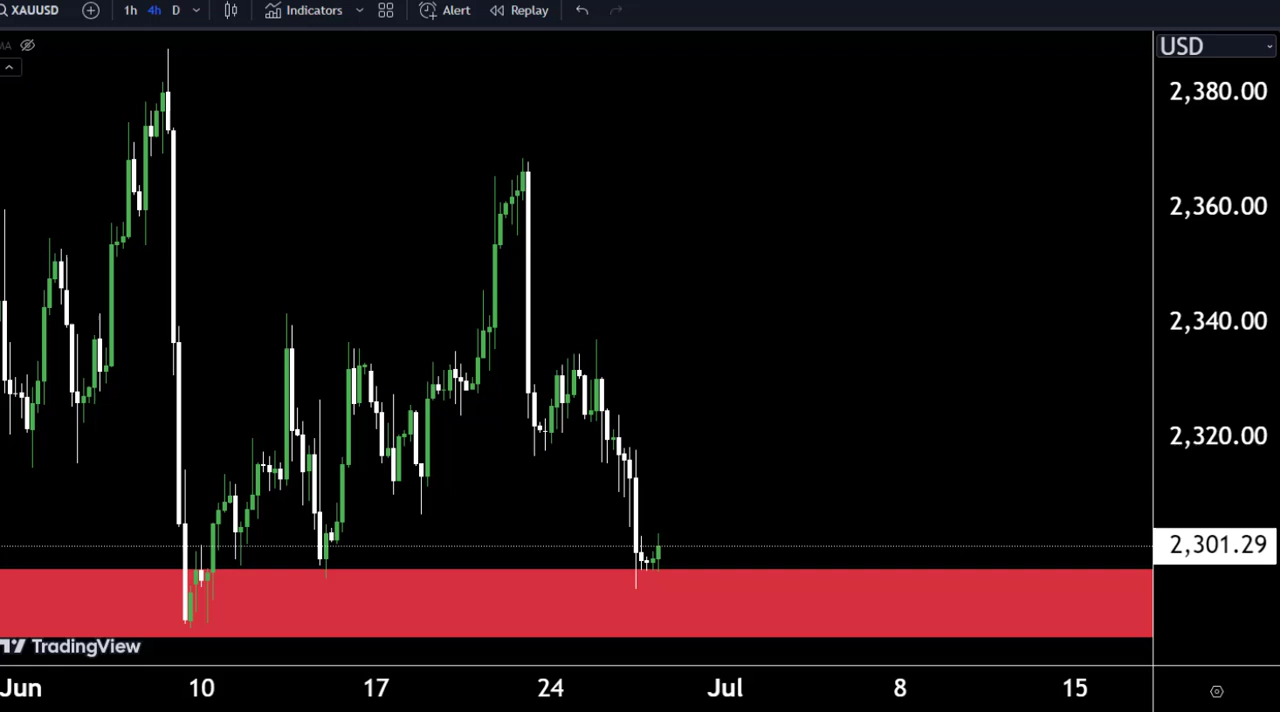 XAUUSD 1h 4h D Indicators Alert Replay
MA
USD
2,380.00
2,360.00
2,340.00
2,320.00
2,301.29
TradingView
Jun 10 17 24 Jul 8 15